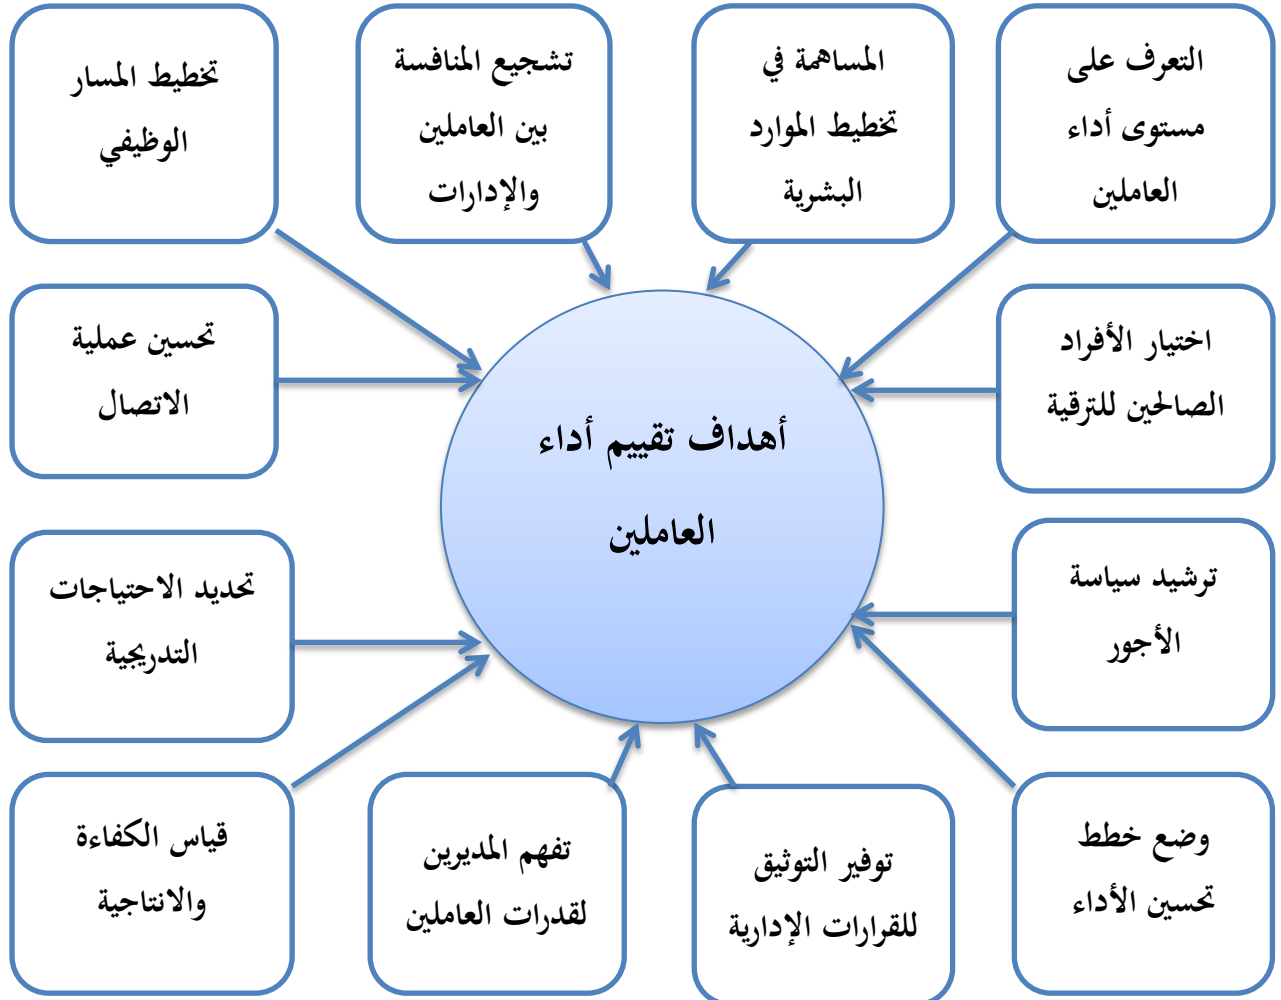 التعرف على
مستوى أداء
العاملين
المساهمة في
تخطيط الموارد
البشرية
تشجيع المنافسة
بين العاملين
والإدارات
تخطيط المسار
الوظيفي
اختيار الأفراد
الصالحين للترقية
تحسين عملية
الاتصال
أهداف تقييم أداء
العاملين
ترشيد سياسة
الأجور
تحديد الاحتياجات
التدريجية
وضع خطط
تحسين الأداء
توفير التوثيق
للقرارات الإدارية
تفهم المديرين
لقدرات العاملين
قياس الكفاءة
والانتاجية